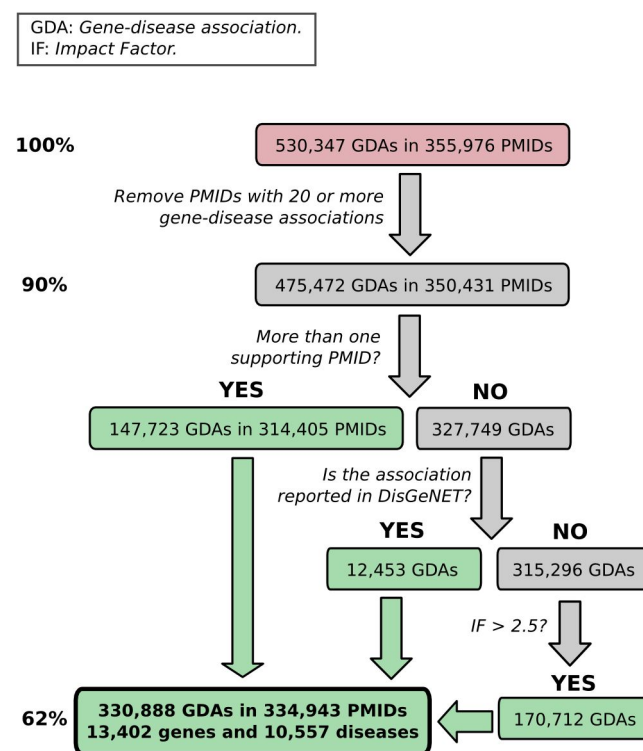 GDA: Gene-disease association.
IF: Impact Factor.
100%
530,347 GDAs in 355,976 PMIDs
Remove PMIDs with 20 or more
gene-disease associations
90%
475,472 GDAs in 350,431 PMIDs
More than one
supporting PMID?
YES
NO
147,723 GDAs in 314,405 PMIDs
327,749 GDAs
Is the association
reported in DisGeNET?
YES
NO
12,453 GDAs
315,296 GDAs
IF > 2.5?
YES
62%
330,888 GDAs in 334,943 PMIDs
13,402 genes and 10,557 diseases
170,712 GDAs